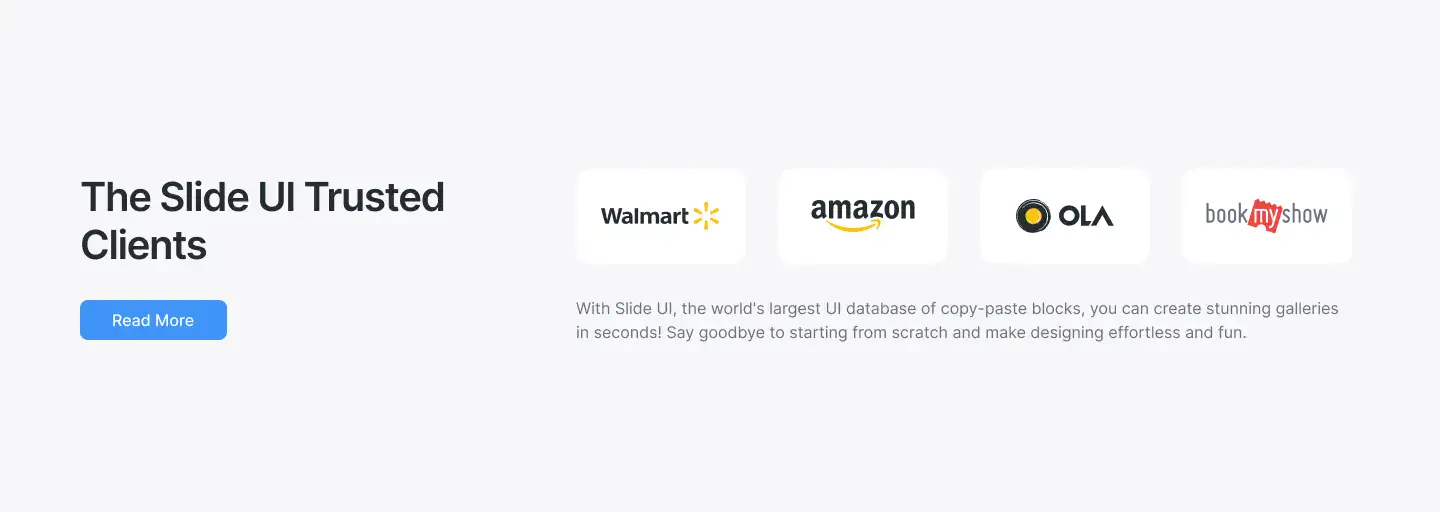 The Slide UI Trusted
Clients
Read More
Walmart
amazon
OLA
bookmyshow
With Slide UI, the world's largest UI database of copy-paste blocks, you can create stunning galleries
in seconds! Say goodbye to starting from scratch and make designing effortless and fun.